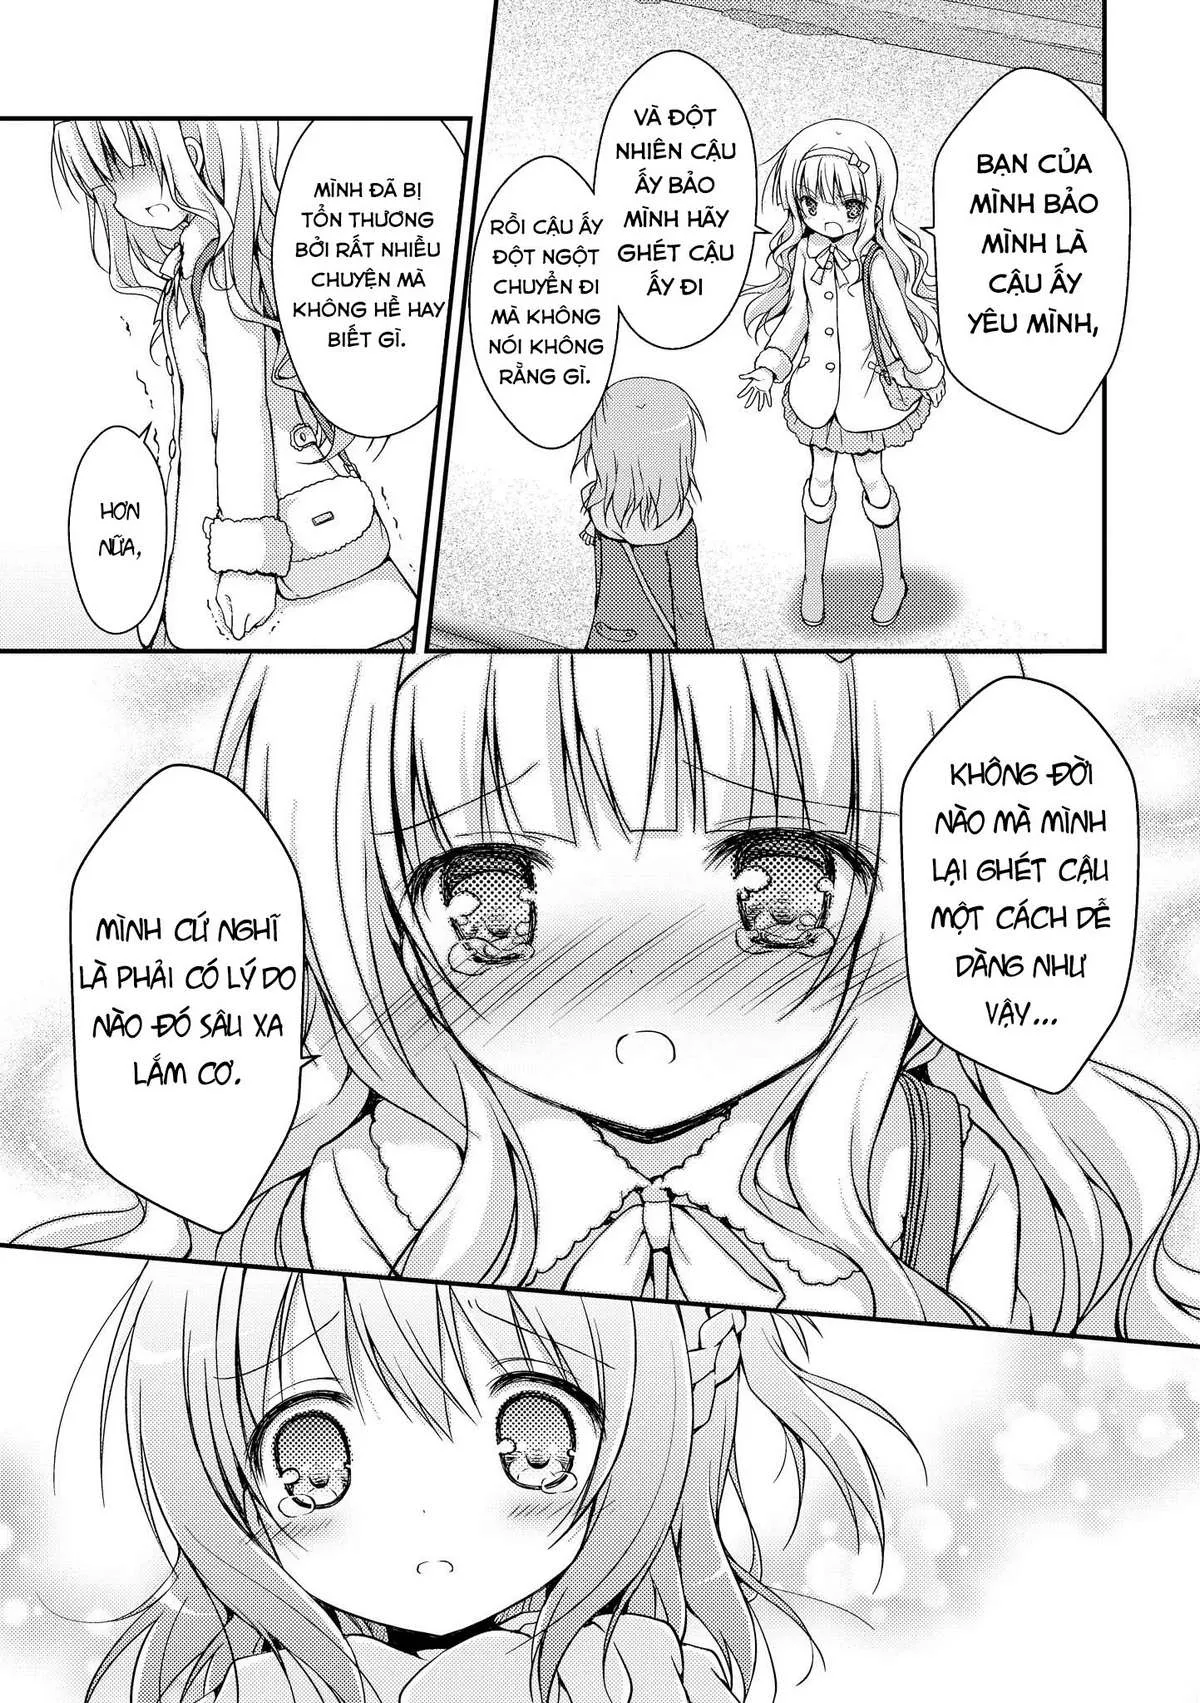 BẠN CỦA
MÌNH BẢO
MÌNH LÀ
CẬU ẤY
YÊU MÌNH,
VÀ ĐỘT
NHIÊN CẬU
ẤY BẢO
MÌNH HÃY
GHÉT CẬU
ẤY ĐI
RỒI CẬU ẤY
ĐỘT NGỘT
CHUYỂN ĐI
MÀ KHÔNG
NÓI KHÔNG
RẰNG GÌ.
MÌNH ĐÃ BỊ
TỔN THƯƠNG
BỞI RẤT NHIỀU
CHUYỆN MÀ
KHÔNG HỀ HAY
BIẾT GÌ.
HƠN
NỮA,
KHÔNG ĐỜI
NÀO MÀ MÌNH
LẠI GHÉT CẬU
MỘT CÁCH DỄ
DÀNG NHƯ
VẬY...
MÌNH CỨ NGHĨ
LÀ PHẢI CÓ LÝ DO
NÀO ĐÓ SÂU XA
LẮM CƠ.